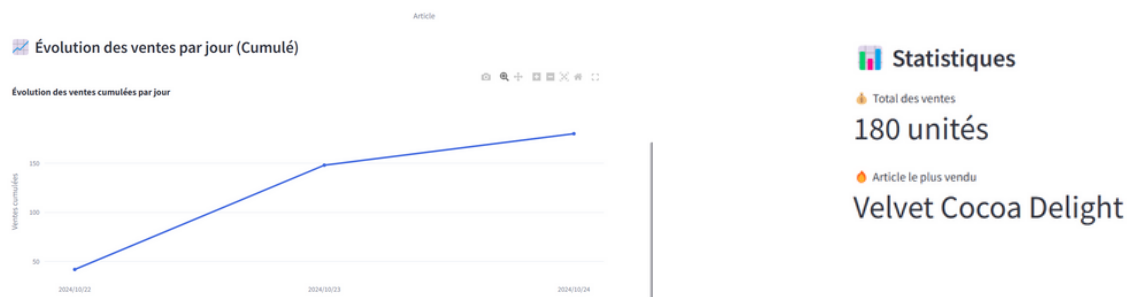 Article
Évolution des ventes par jour (Cumulé)
Évolution des ventes cumulées par jour
150
100
50
Ventes cumulées
2024/10/22
2024/10/23
2024/10/24
Statistiques
Total des ventes
180 unités
Article le plus vendu
Velvet Cocoa Delight